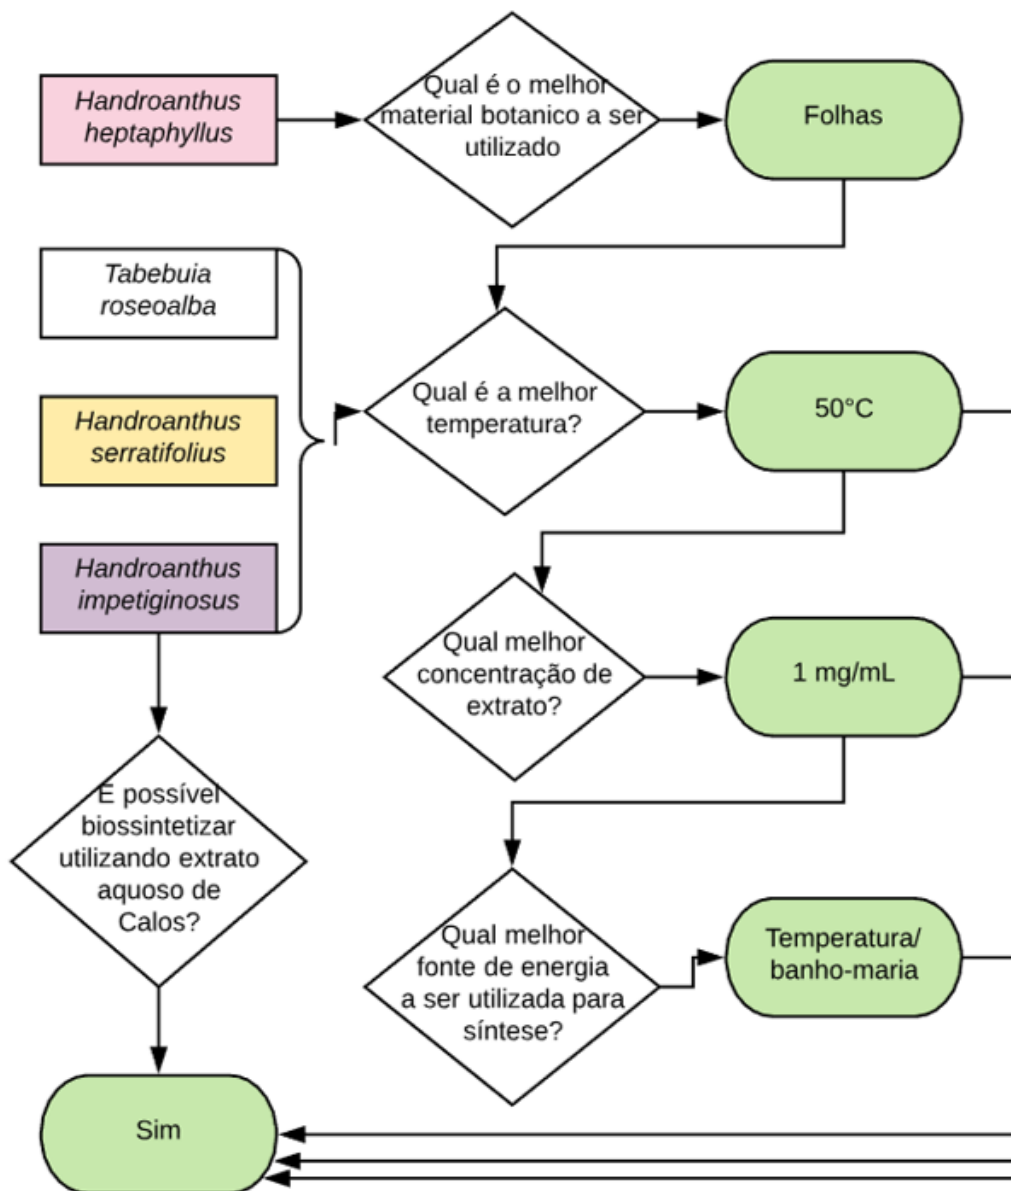 Handroanthus
heptaphyllus
Qual é o melhor
material botanico a ser
utilizado
Folhas
Tabebuia
roseoalba
Handroanthus
serratifolius
Handroanthus
impetiginosus
Qual é a melhor
temperatura?
50°C
Qual melhor
concentração de
extrato?
1 mg/mL
É possível
biossintetizar
utilizando extrato
aquoso de
Calos?
Qual melhor
fonte de energia
a ser utilizada para
síntese?
Temperatura/
banho-maria
Sim